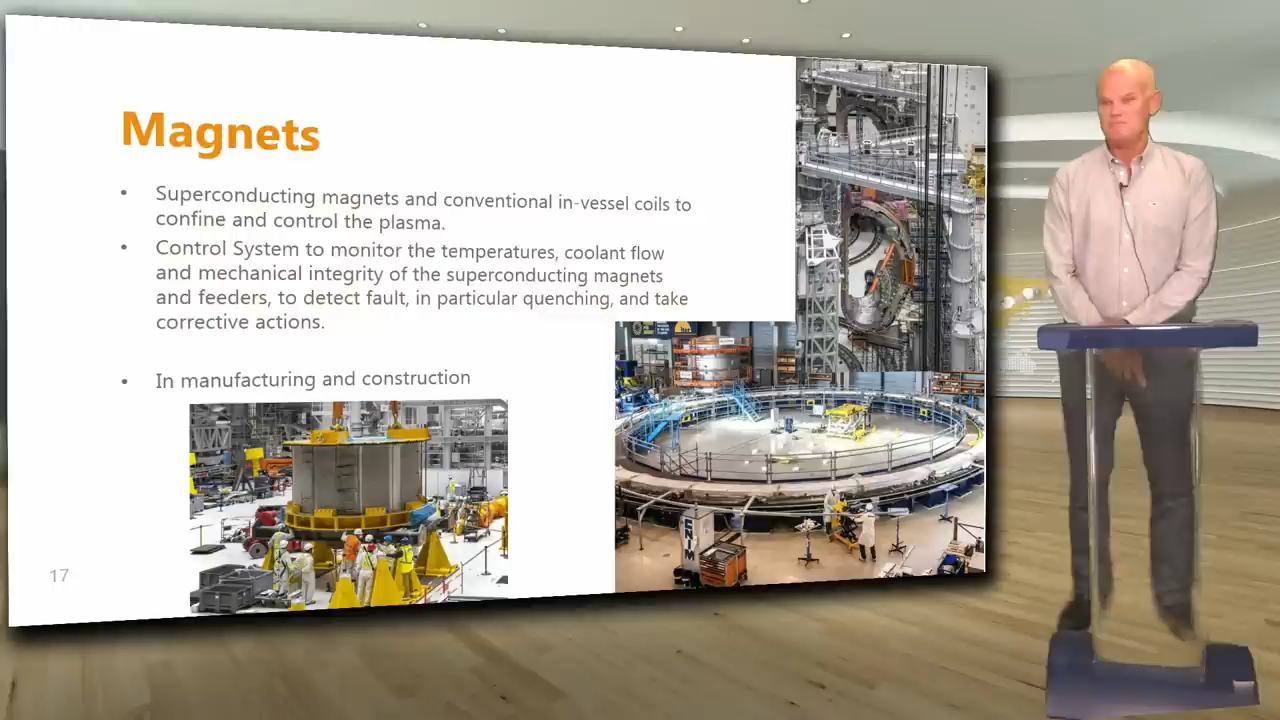 Magnets
• Superconducting magnets and conventional in-vessel coils to
confine and control the plasma.
• Control System to monitor the temperatures, coolant flow
and mechanical integrity of the superconducting magnets
and feeders, to detect fault, in particular quenching, and take
corrective actions.
• In manufacturing and construction
CNIM
17